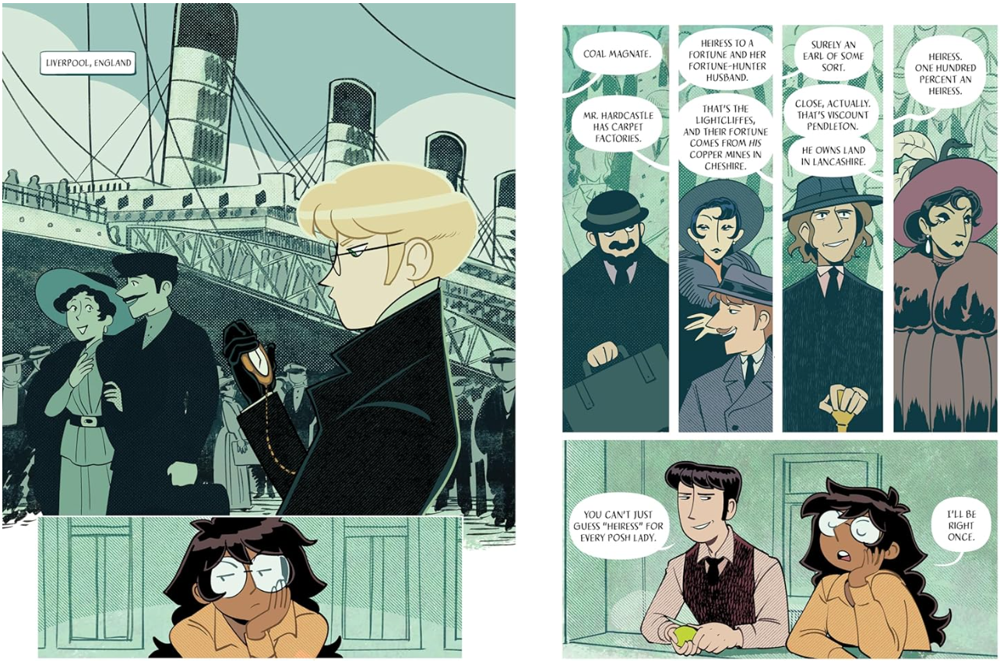 LIVERPOOL, ENGLAND
COAL MAGNATE.
MR. HARDCASTLE
HAS CARPET
FACTORIES.
HEIRESS TO A
FORTUNE AND HER
FORTUNE-HUNTER
HUSBAND.
THAT'S THE
LIGHTCLIFFES,
AND THEIR FORTUNE
COMES FROM HIS
COPPER MINES IN
CHESHIRE.
SURELY AN
EARL OF SOME
SORT.
CLOSE, ACTUALLY.
THAT'S VISCOUNT
PENDLETON.
HE OWNS LAND
IN LANCASHIRE.
HEIRESS.
ONE HUNDRED
PERCENT AN
HEIRESS.
YOU CAN'T JUST
GUESS "HEIRESS" FOR
EVERY POSH LADY.
I'LL BE
RIGHT
ONCE.